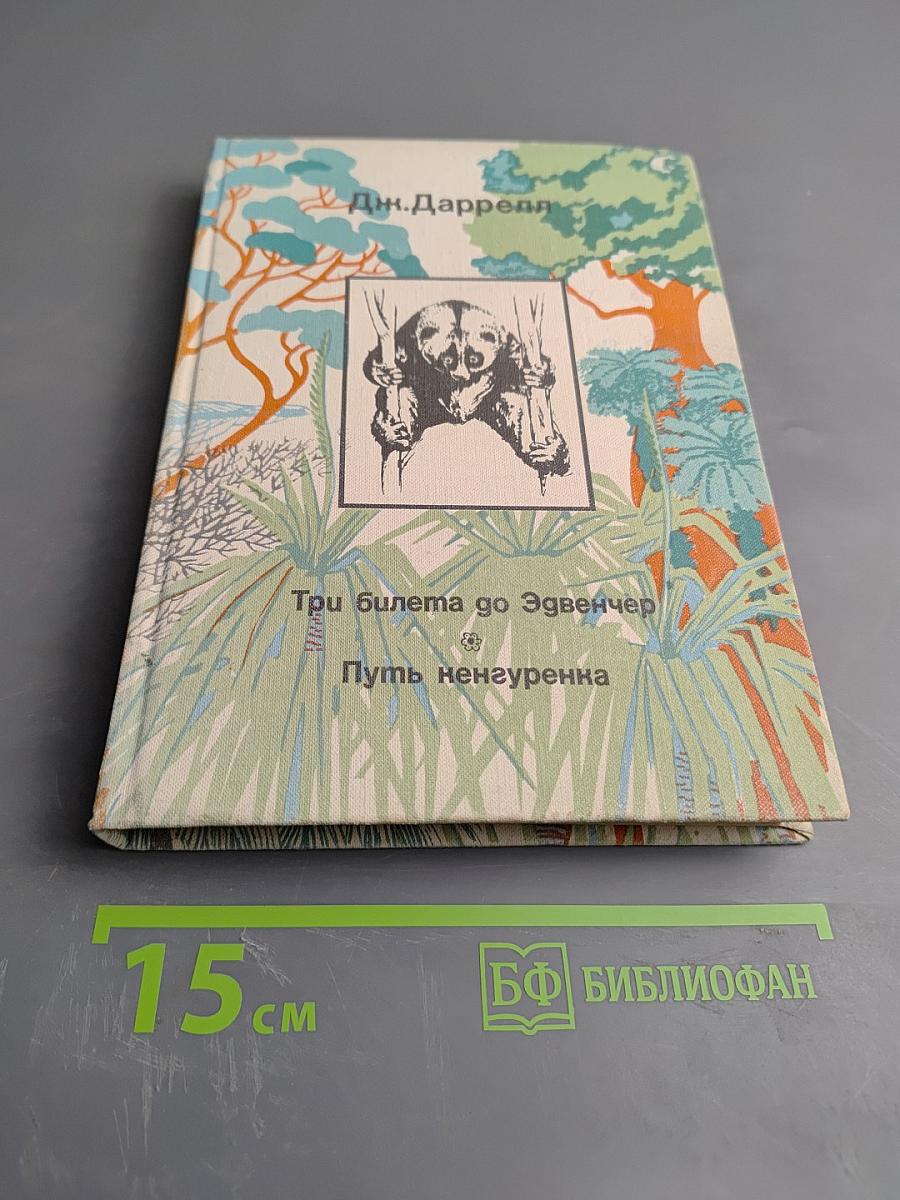 Дж.Даррелл
Три билета до Эдвенчер
Путь кенгуренка
15 см
БФ БИБЛИОФАН